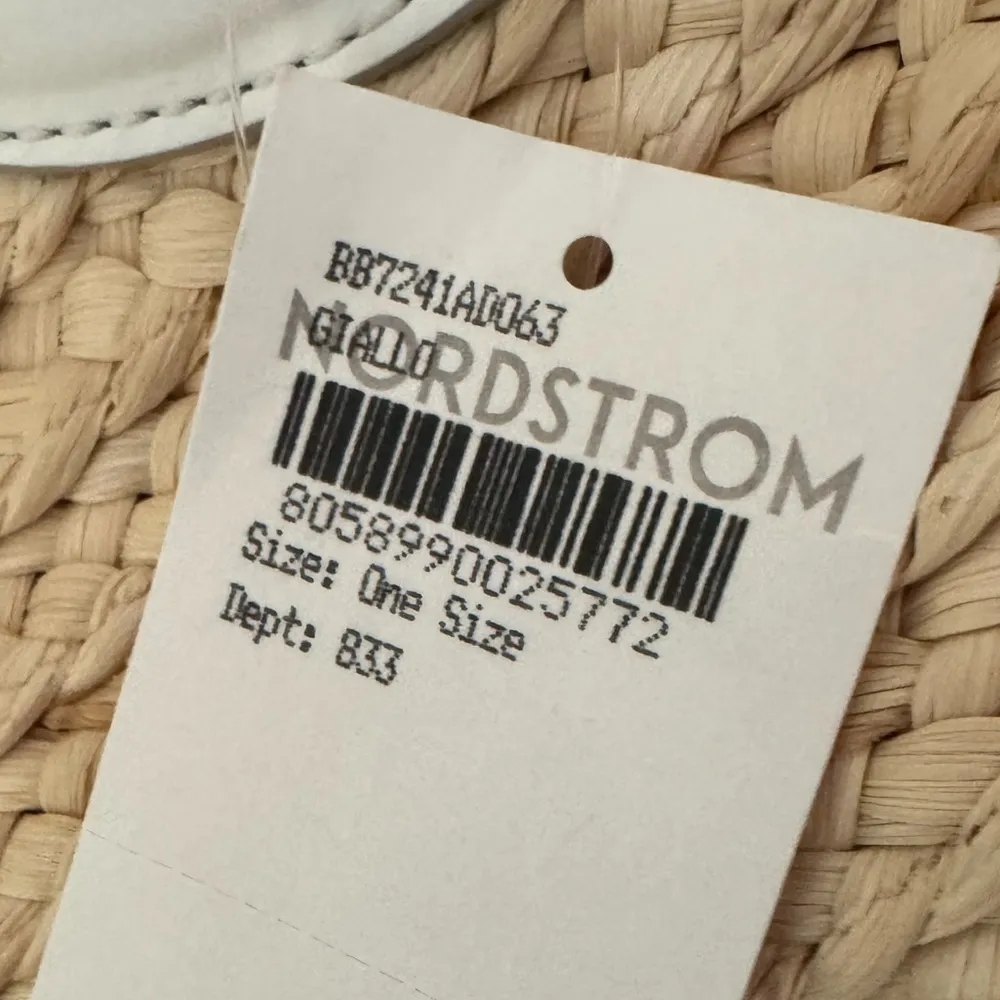 BB7241AD063
NORDSTROM
GIALLO
8058990025772
Size: One Size
Dept: 833